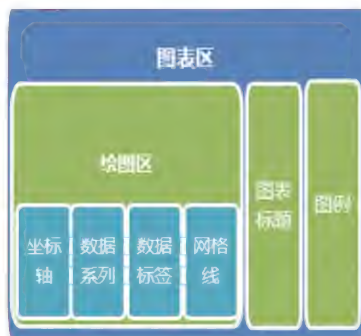 图表区
绘图区
图表
标题
图例
坐标
轴
数据
系列
数据
标签
网格
线